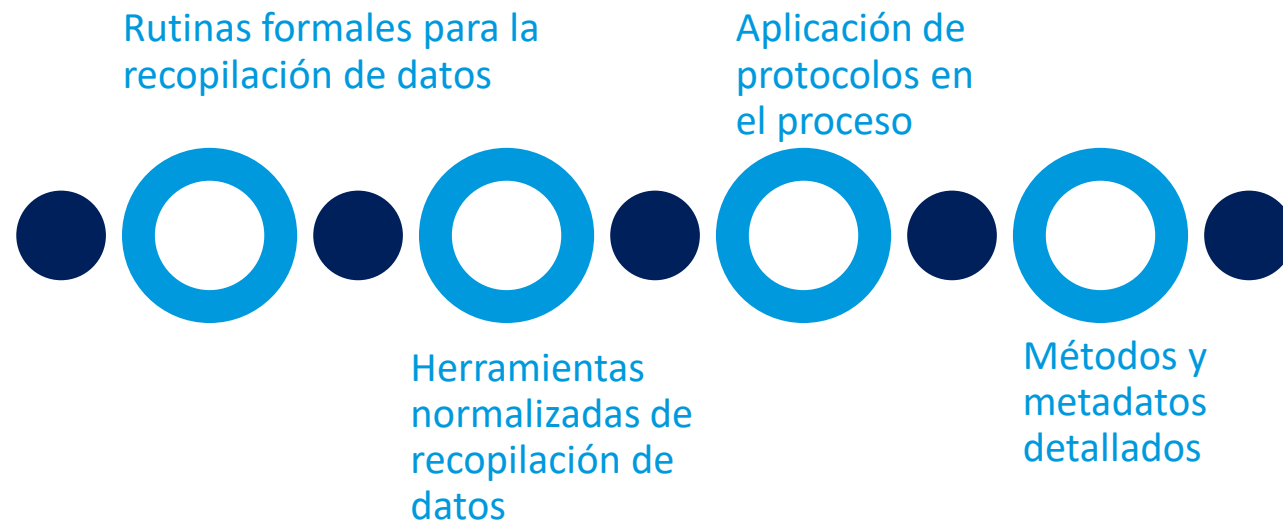 Rutinas formales para la
recopilación de datos
Herramientas
normalizadas de
recopilación de
datos
Aplicación de
protocolos en
el proceso
Métodos y
metadatos
detallados